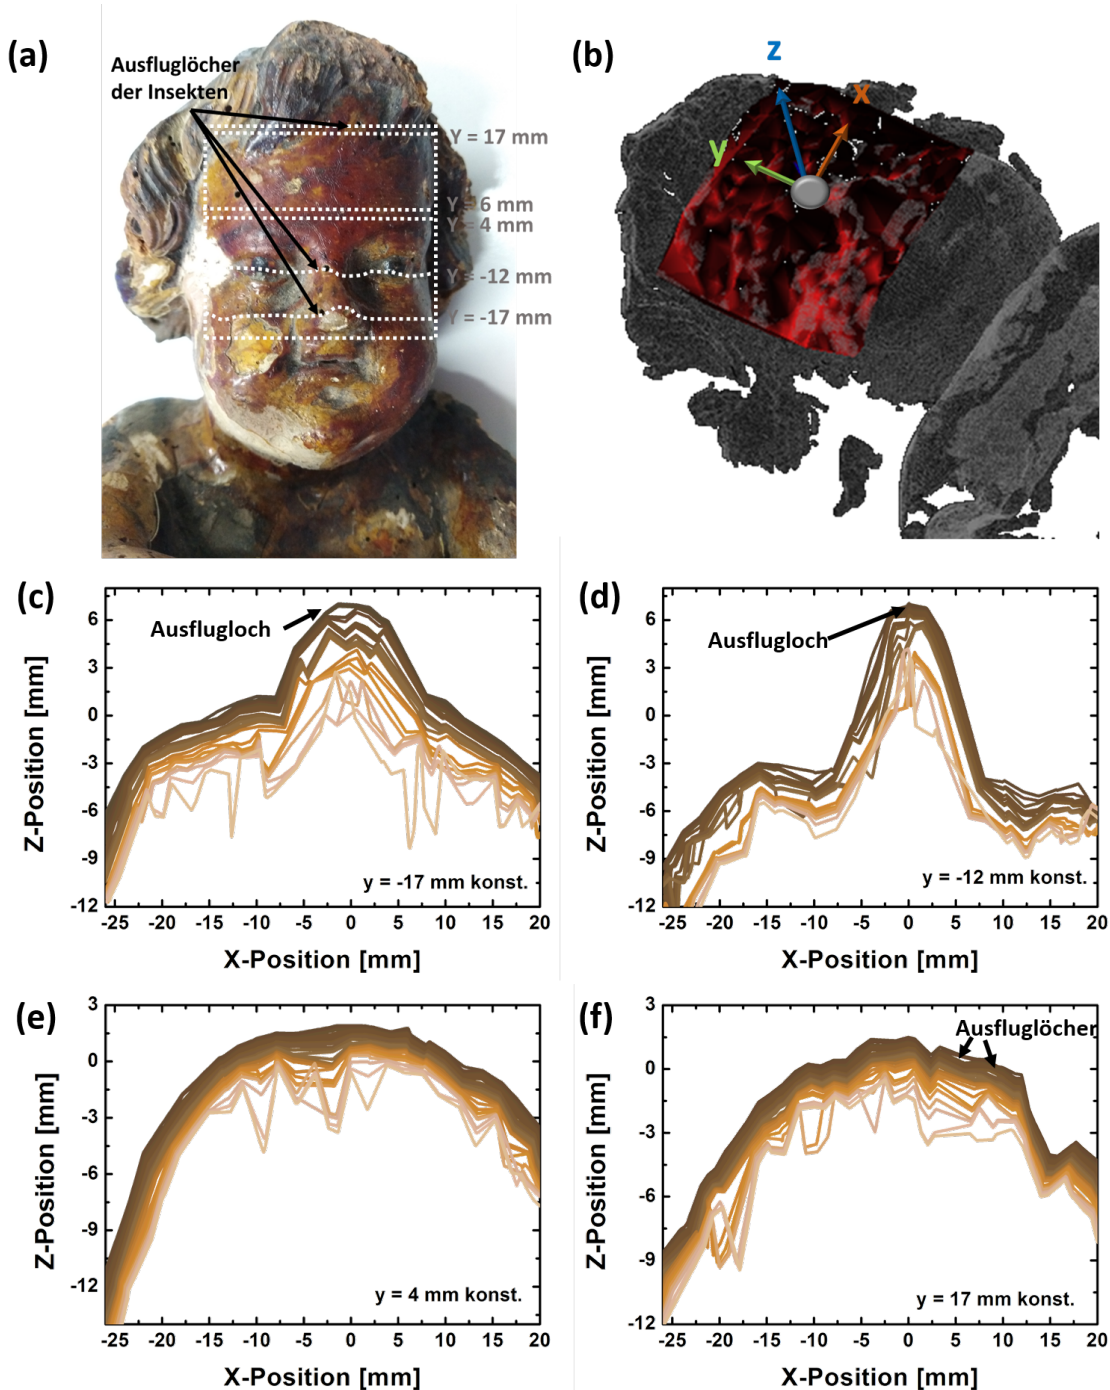 (a)
Ausfluglöcher
der Insekten
Y = 17 mm
Y = 6 mm
Y = 4 mm
Y = -12 mm
Y = -17 mm
(b)
z
x
y
(c)
Ausflugloch
6
3
0
-3
-6
-9
-12
Z-Position [mm]
y = -17 mm konst.
-25 -20 -15 -10 -5 0 5 10 15 20
X-Position [mm]
(d)
Ausflugloch
6
3
0
-3
-6
-9
-12
Z-Position [mm]
y = -12 mm konst.
-25 -20 -15 -10 -5 0 5 10 15 20
X-Position [mm]
(e)
3
0
-3
-6
-9
-12
Z-Position [mm]
y = 4 mm konst.
-25 -20 -15 -10 -5 0 5 10 15 20
X-Position [mm]
(f)
Ausfluglöcher
3
0
-3
-6
-9
-12
Z-Position [mm]
y = 17 mm konst.
-25 -20 -15 -10 -5 0 5 10 15 20
X-Position [mm]